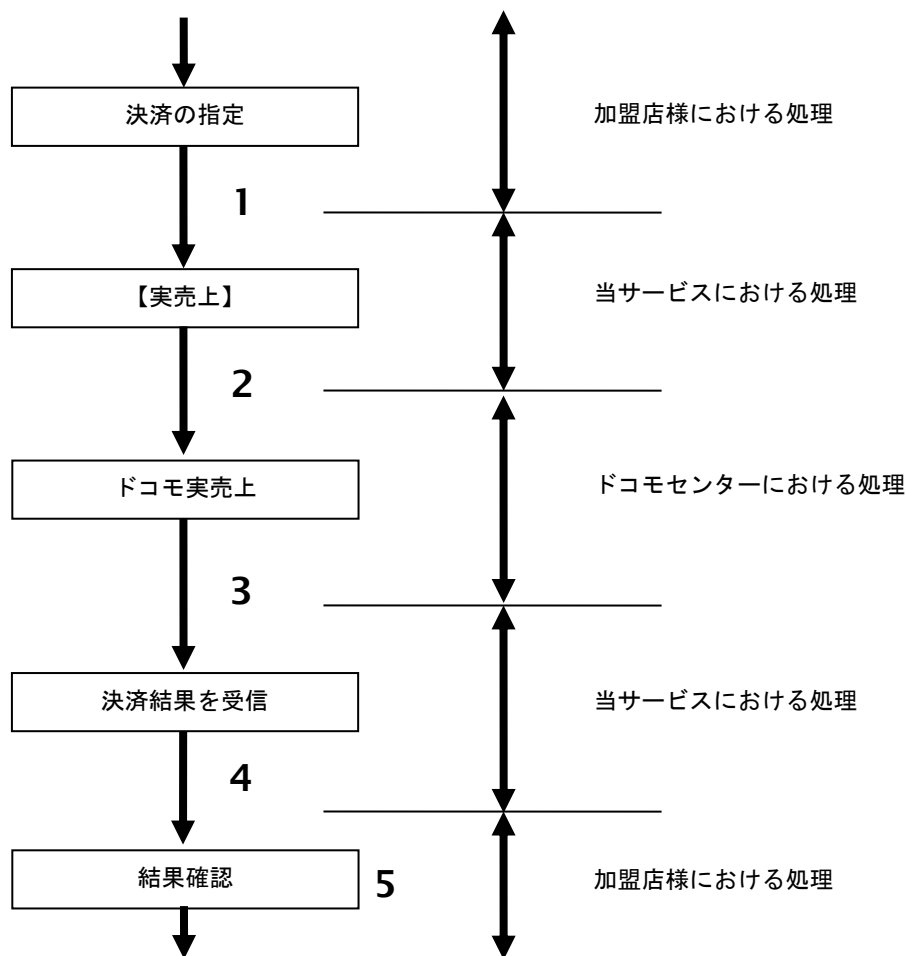 決済の指定
加盟店様における処理
1
【実売上】
当サービスにおける処理
2
ドコモ実売上
ドコモセンターにおける処理
3
決済結果を受信
当サービスにおける処理
4
結果確認
5
加盟店様における処理